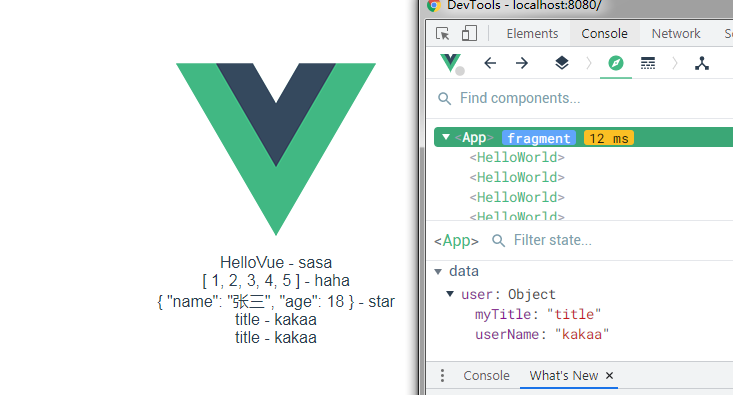 HelloVue - sasa
[ 1, 2, 3, 4, 5 ] - haha
{ "name": "张三", "age": 18 } - star
title - kakaa
title - kakaa
DevTools - localhost:8080/
Elements Console Network
Find components...
<App> fragment 12 ms
<HelloWorld>
<HelloWorld>
<HelloWorld>
<HelloWorld>
<App> Filter state...
data
user: Object
myTitle: "title"
userName: "kakaa"
Console What's New ×